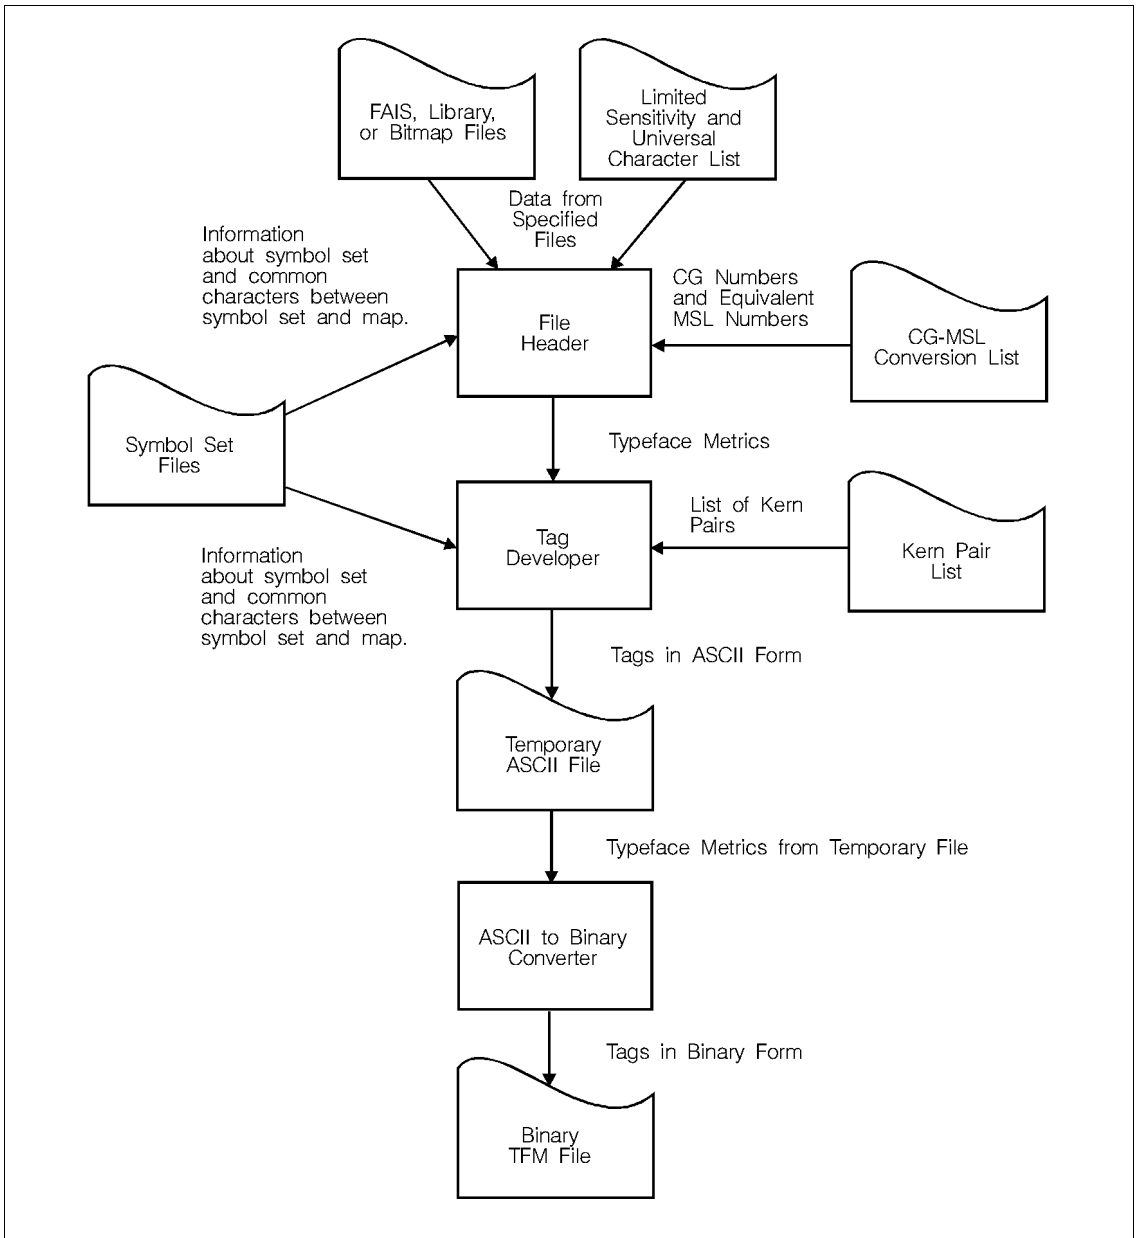 FAIS, Library,
or Bitmap Files
Limited
Sensitivity and
Universal
Character List
Data from
Specified
Files
Information
about symbol set
and common
characters between
symbol set and map.
CG Numbers
and Equivalent
MSL Numbers
File
Header
CG-MSL
Conversion List
Symbol Set
Files
Typeface Metrics
List of Kern
Pairs
Tag
Developer
Kern Pair
List
Information
about symbol set
and common
characters between
symbol set and map.
Tags in ASCII Form
Temporary
ASCII File
Typeface Metrics from Temporary File
ASCII to Binary
Converter
Tags in Binary Form
Binary
TFM File